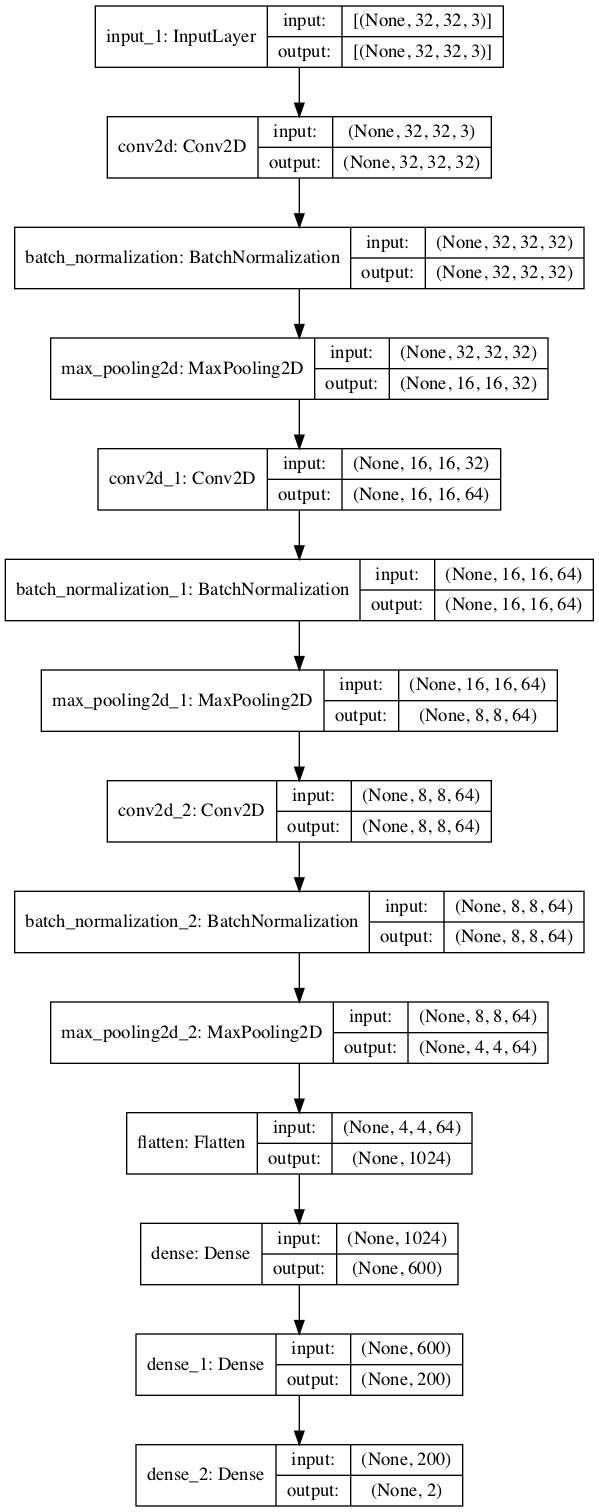 input_1: InputLayer
input: [(None, 32, 32, 3)]
output: [(None, 32, 32, 3)]
conv2d: Conv2D
input: (None, 32, 32, 3)
output: (None, 32, 32, 32)
batch_normalization: BatchNormalization
input: (None, 32, 32, 32)
output: (None, 32, 32, 32)
max_pooling2d: MaxPooling2D
input: (None, 32, 32, 32)
output: (None, 16, 16, 32)
conv2d_1: Conv2D
input: (None, 16, 16, 32)
output: (None, 16, 16, 64)
batch_normalization_1: BatchNormalization
input: (None, 16, 16, 64)
output: (None, 16, 16, 64)
max_pooling2d_1: MaxPooling2D
input: (None, 16, 16, 64)
output: (None, 8, 8, 64)
conv2d_2: Conv2D
input: (None, 8, 8, 64)
output: (None, 8, 8, 64)
batch_normalization_2: BatchNormalization
input: (None, 8, 8, 64)
output: (None, 8, 8, 64)
max_pooling2d_2: MaxPooling2D
input: (None, 8, 8, 64)
output: (None, 4, 4, 64)
flatten: Flatten
input: (None, 4, 4, 64)
output: (None, 1024)
dense: Dense
input: (None, 1024)
output: (None, 600)
dense_1: Dense
input: (None, 600)
output: (None, 200)
dense_2: Dense
input: (None, 200)
output: (None, 2)